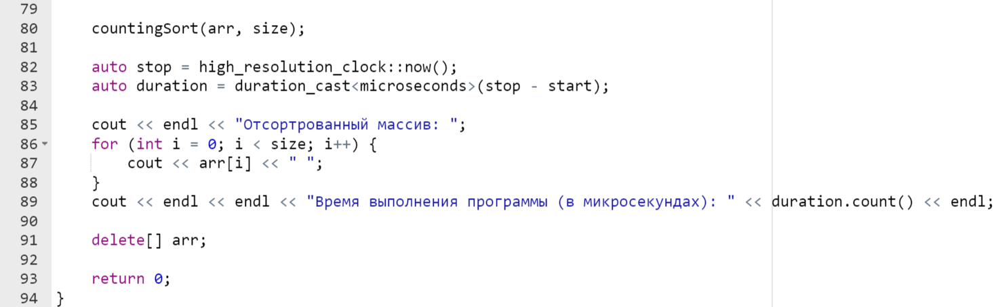 79
80 countingSort(arr, size);
81
82 auto stop = high_resolution_clock::now();
83 auto duration = duration_cast<microseconds>(stop - start);
84
85 cout << endl << "Отсортрованный массив: ";
86 for (int i = 0; i < size; i++) {
87 cout << arr[i] << " ";
88 }
89 cout << endl << endl << "Время выполнения программы (в микросекундах): " << duration.count() << endl;
90
91 delete[] arr;
92
93 return 0;
94 }